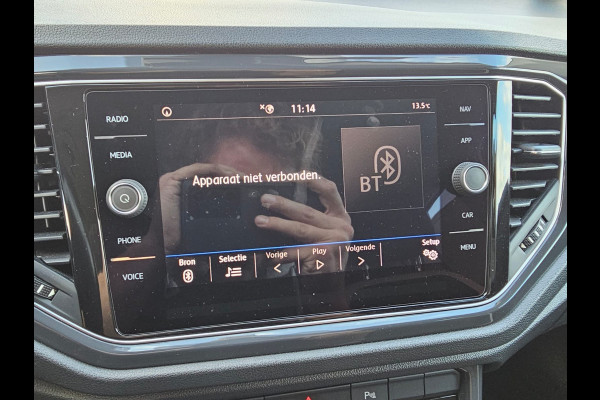 RADIO
MEDIA
PHONE
VOICE
11:14
13.5°C
Apparaat niet verbonden.
BT
Bron
Selectie
Vorige
Play
Volgende
Setup
NAV
APP
CAR
MENU
P